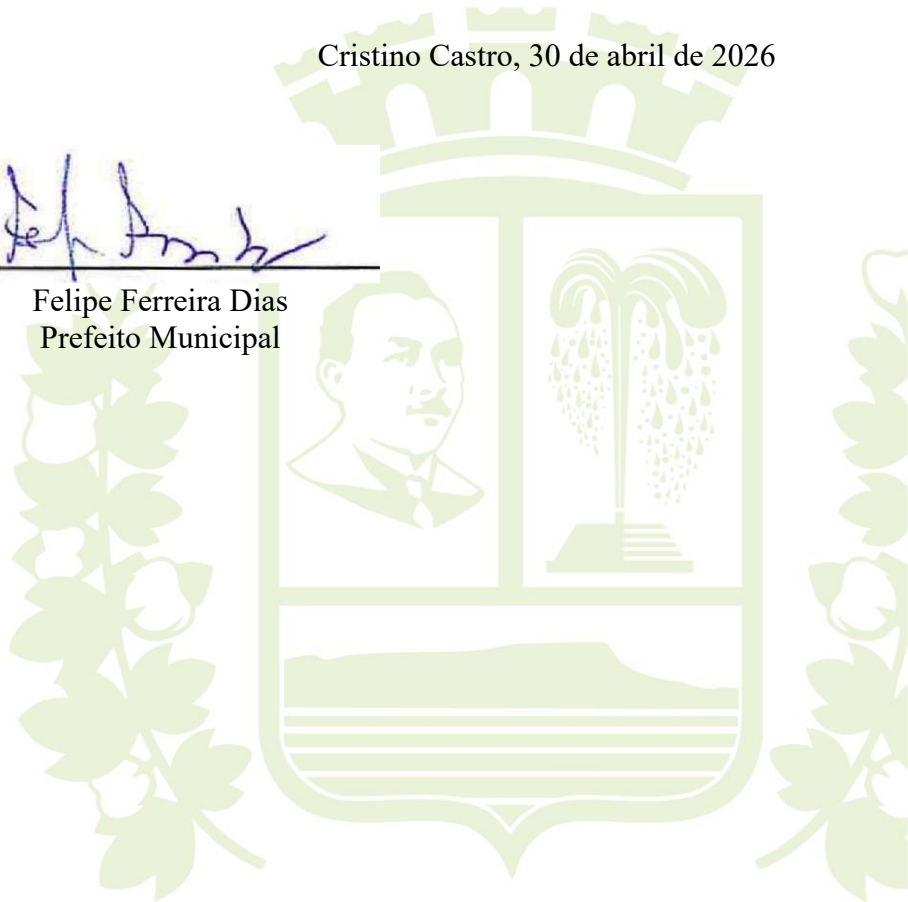 Cristino Castro, 30 de abril de 2026
Felipe Ferreira Dias
Prefeito Municipal